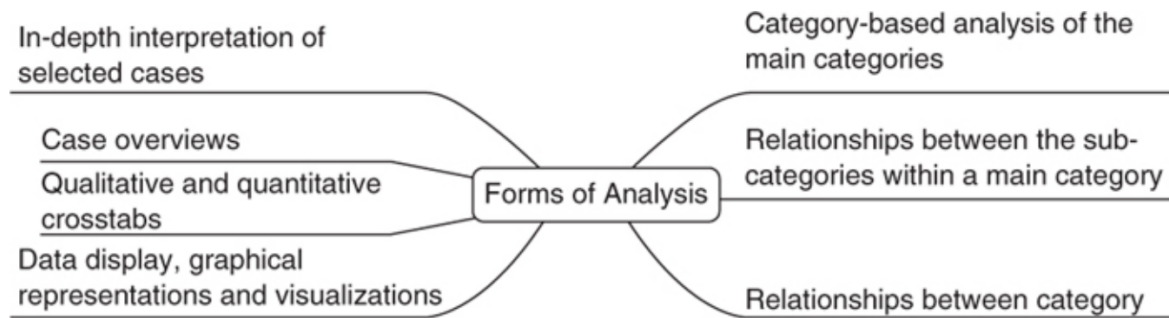 In-depth interpretation of
selected cases
Case overviews
Qualitative and quantitative
crosstabs
Data display, graphical
representations and visualizations
Forms of Analysis
Category-based analysis of the
main categories
Relationships between the sub-
categories within a main category
Relationships between category